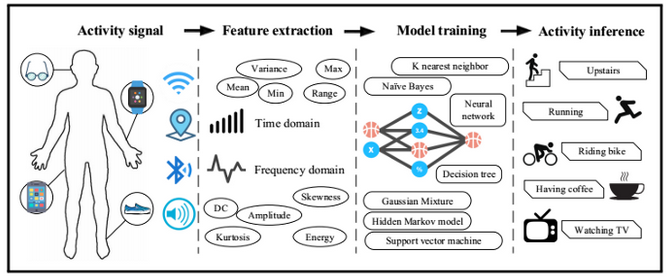 Activity signal
Feature extraction
Model training
Activity inference
Variance
Max
Mean
Min
Range
Time domain
Frequency domain
Skewness
DC
Amplitude
Kurtosis
Energy
K nearest neighbor
Naïve Bayes
Neural
network
X
Z
3.4
%
Decision tree
Gaussian Mixture
Hidden Markov model
Support vector machine
Upstairs
Running
Riding bike
Having coffee
Watching TV